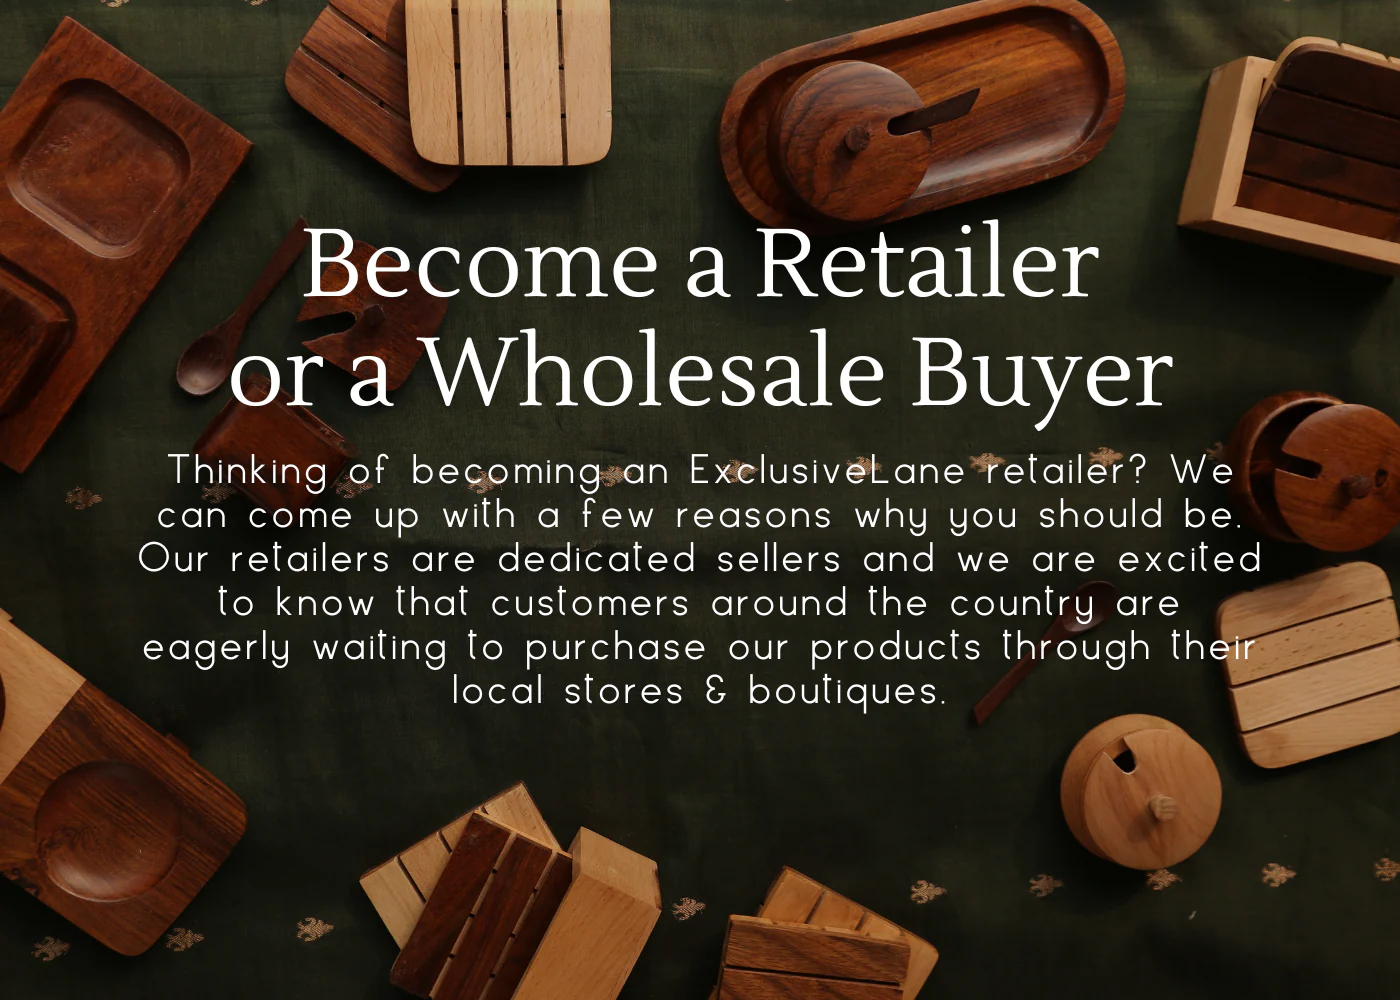 Become a Retailer
or a Wholesale Buyer
Thinking of becoming an ExclusiveLane retailer? We
can come up with a few reasons why you should be.
Our retailers are dedicated sellers and we are excited
to know that customers around the country are
eagerly waiting to purchase our products through their
local stores & boutiques.